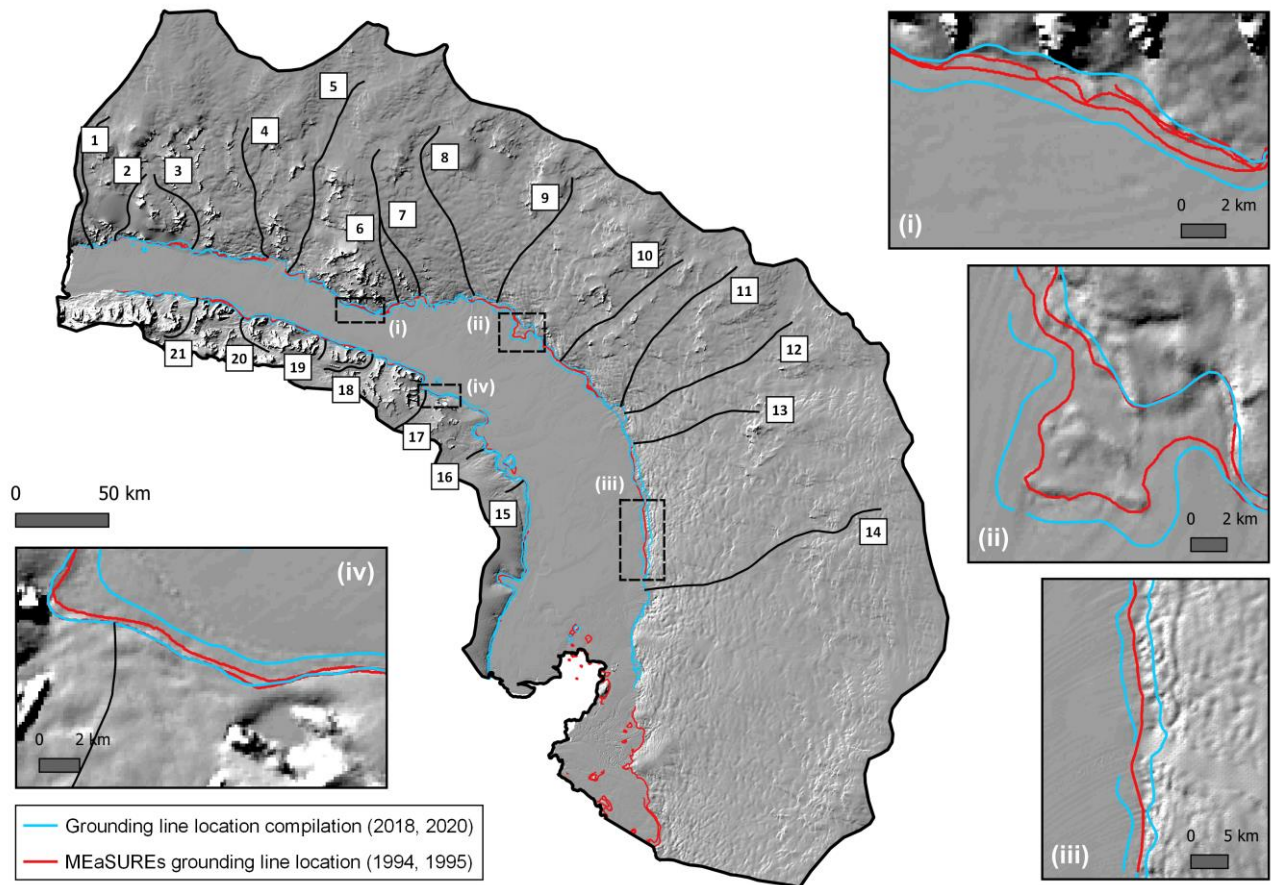 1
2
3
4
5
6
7
8
9
10
11
12
13
14
15
16
17
18
19
20
21
(i)
(ii)
(iii)
(iv)
0 50 km
(i)
0 2 km
(ii)
0 2 km
(iii)
0 5 km
(iv)
0 2 km
Grounding line location compilation (2018, 2020)
MEaSUREs grounding line location (1994, 1995)